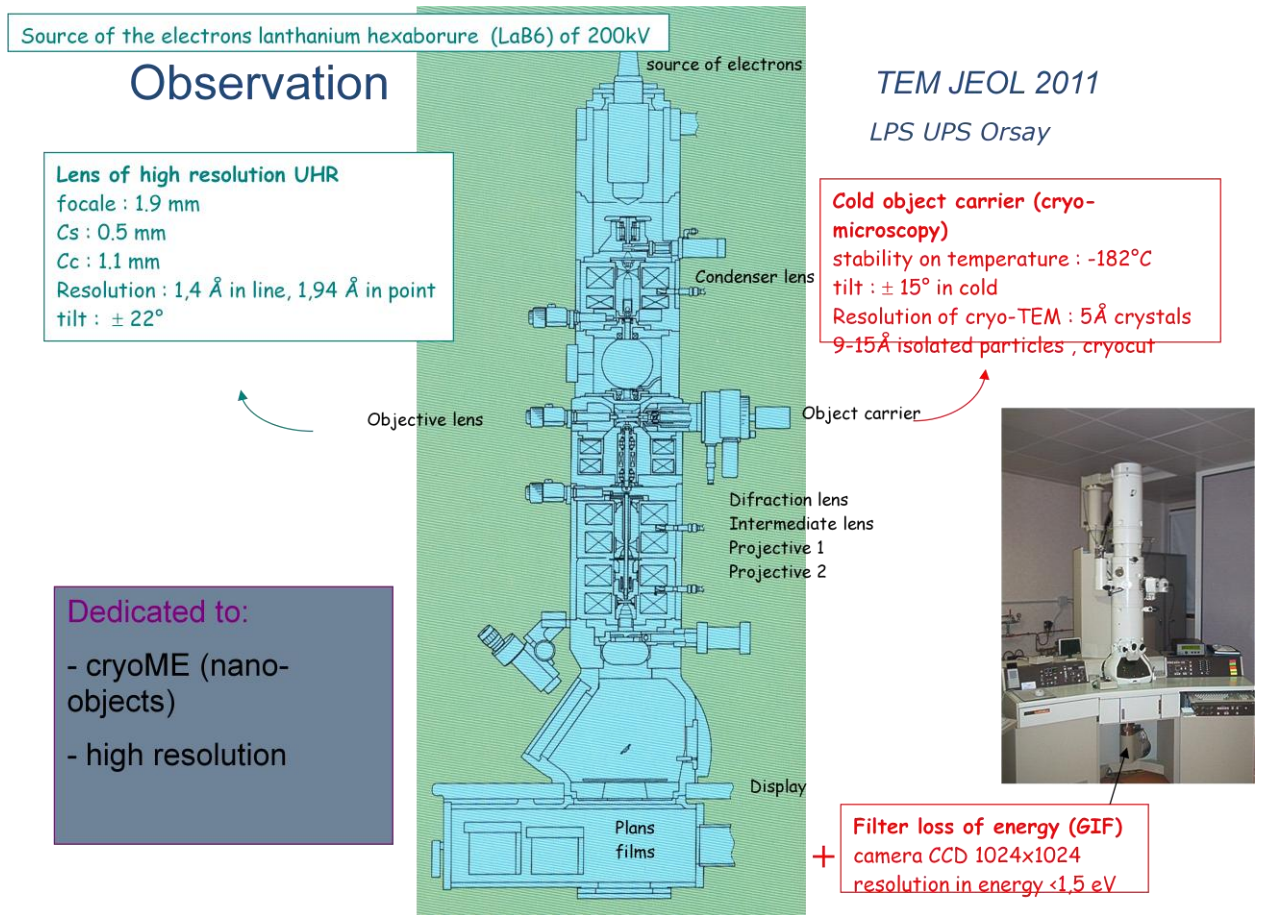 Source of the electrons lanthanium hexaborure (LaB6) of 200kV
Observation
source of electrons
TEM JEOL 2011
LPS UPS Orsay
Lens of high resolution UHR
focale : 1.9 mm
Cs : 0.5 mm
Cc : 1.1 mm
Resolution : 1,4 Å in line, 1,94 Å in point
tilt : ± 22°
Cold object carrier (cryo-
microscopy)
stability on temperature : -182°C
tilt : ± 15° in cold
Resolution of cryo-TEM : 5Å crystals
9-15Å isolated particles , cryocut
Condenser lens
Objective lens
Object carrier
Difraction lens
Intermediate lens
Projective 1
Projective 2
Dedicated to:
- cryoME (nano-
objects)
- high resolution
Display
Plans
films
+
Filter loss of energy (GIF)
camera CCD 1024x1024
resolution in energy <1,5 eV